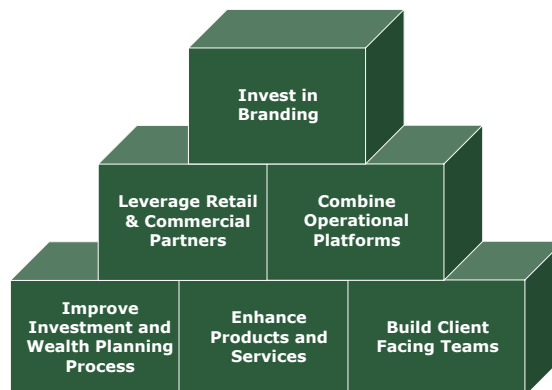 Invest in
Branding
Leverage Retail
& Commercial
Partners
Combine
Operational
Platforms
Improve
Investment and
Wealth Planning
Process
Enhance
Products and
Services
Build Client
Facing Teams